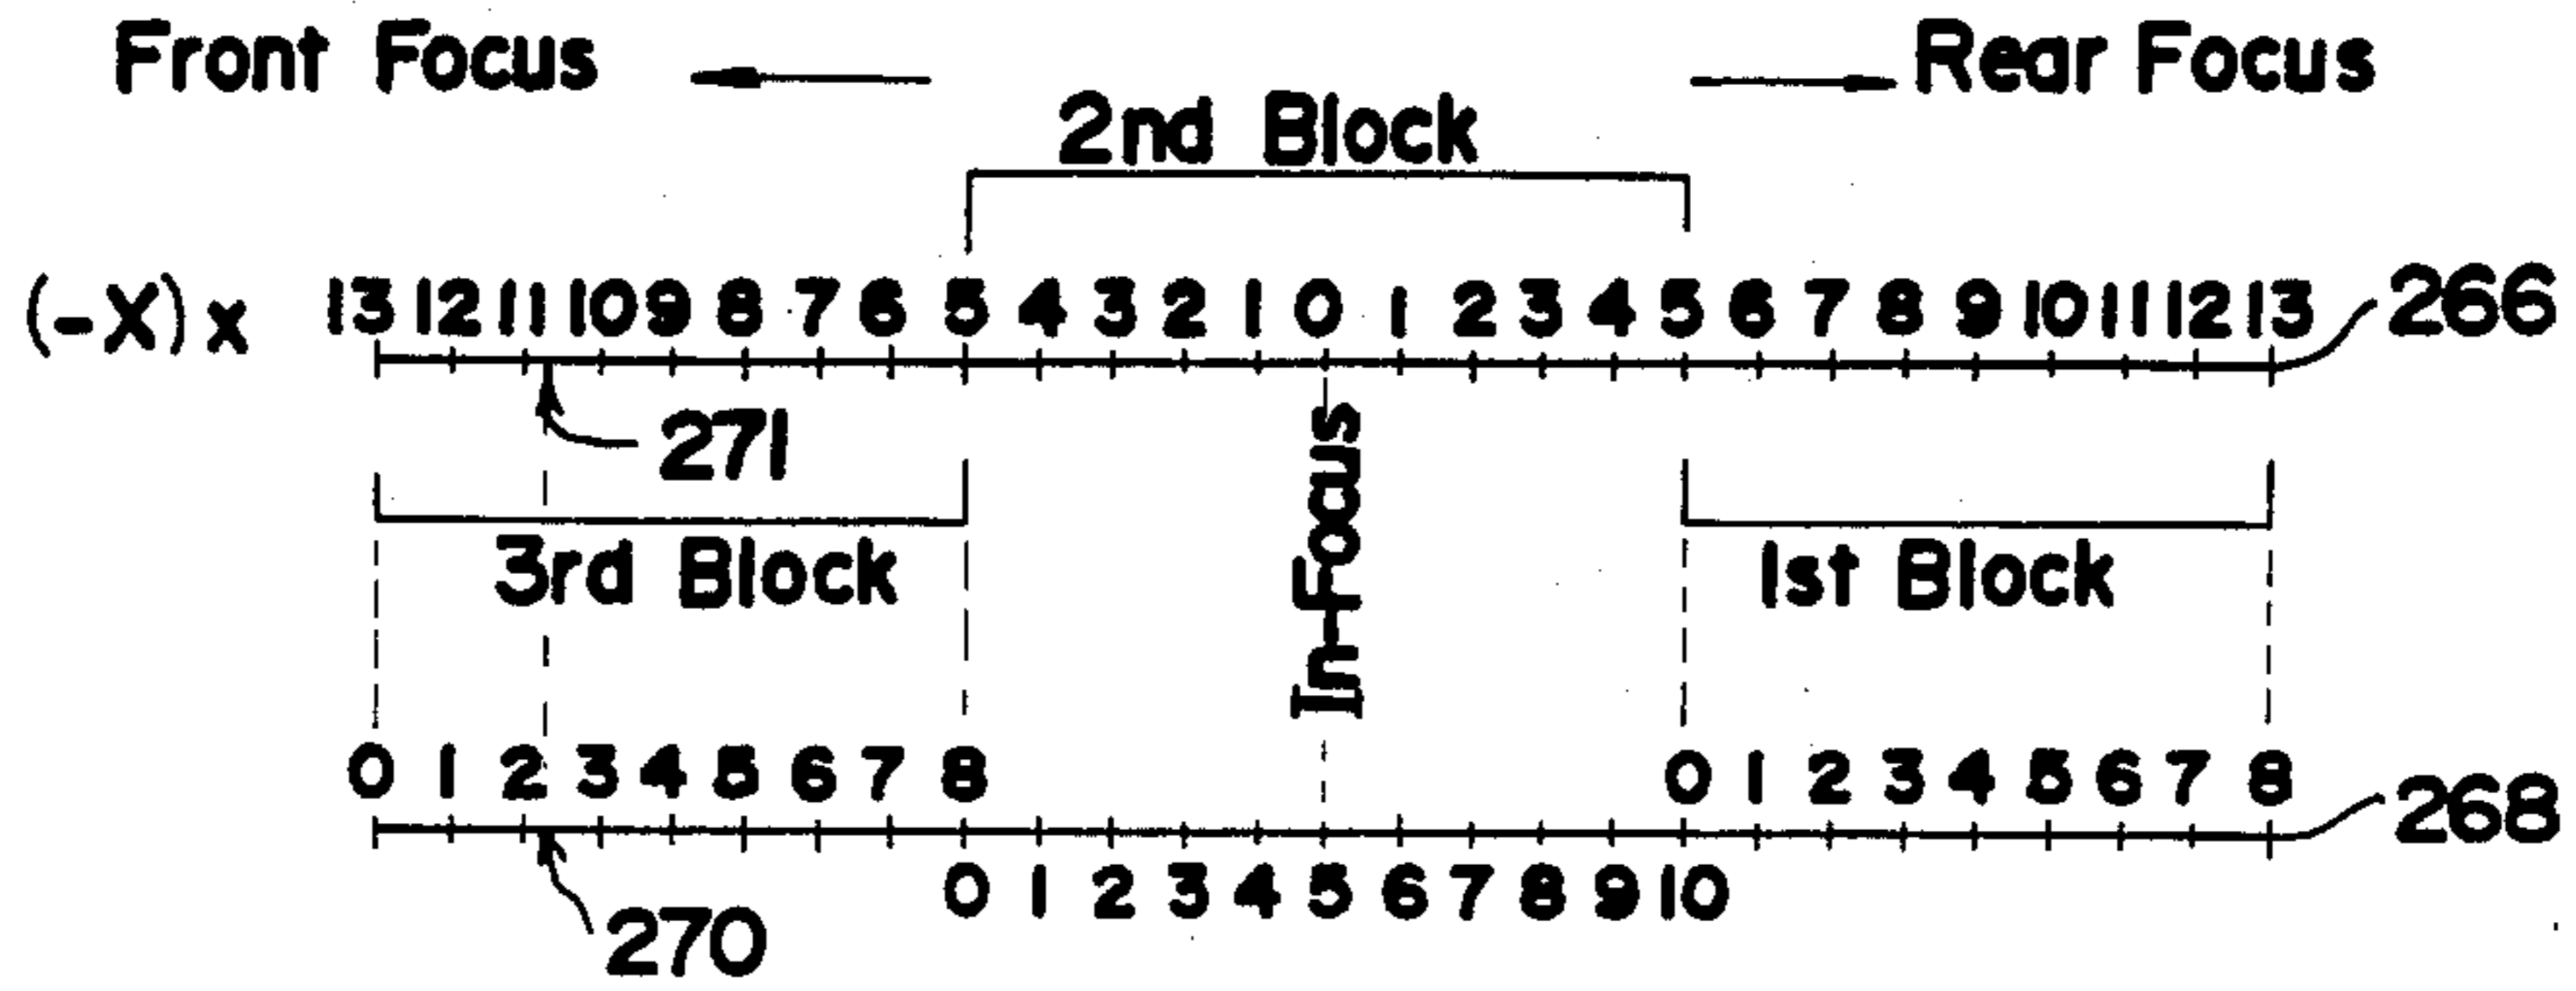 Front Focus Rear Focus
2nd Block
(-X) x 13 12 11 10 9 8 7 6 5 4 3 2 1 0 1 2 3 4 5 6 7 8 9 10 11 12 13 266
271
In-Focus
3rd Block 1st Block
0 1 2 3 4 5 6 7 8 0 1 2 3 4 5 6 7 8 268
0 1 2 3 4 5 6 7 8 9 10
270